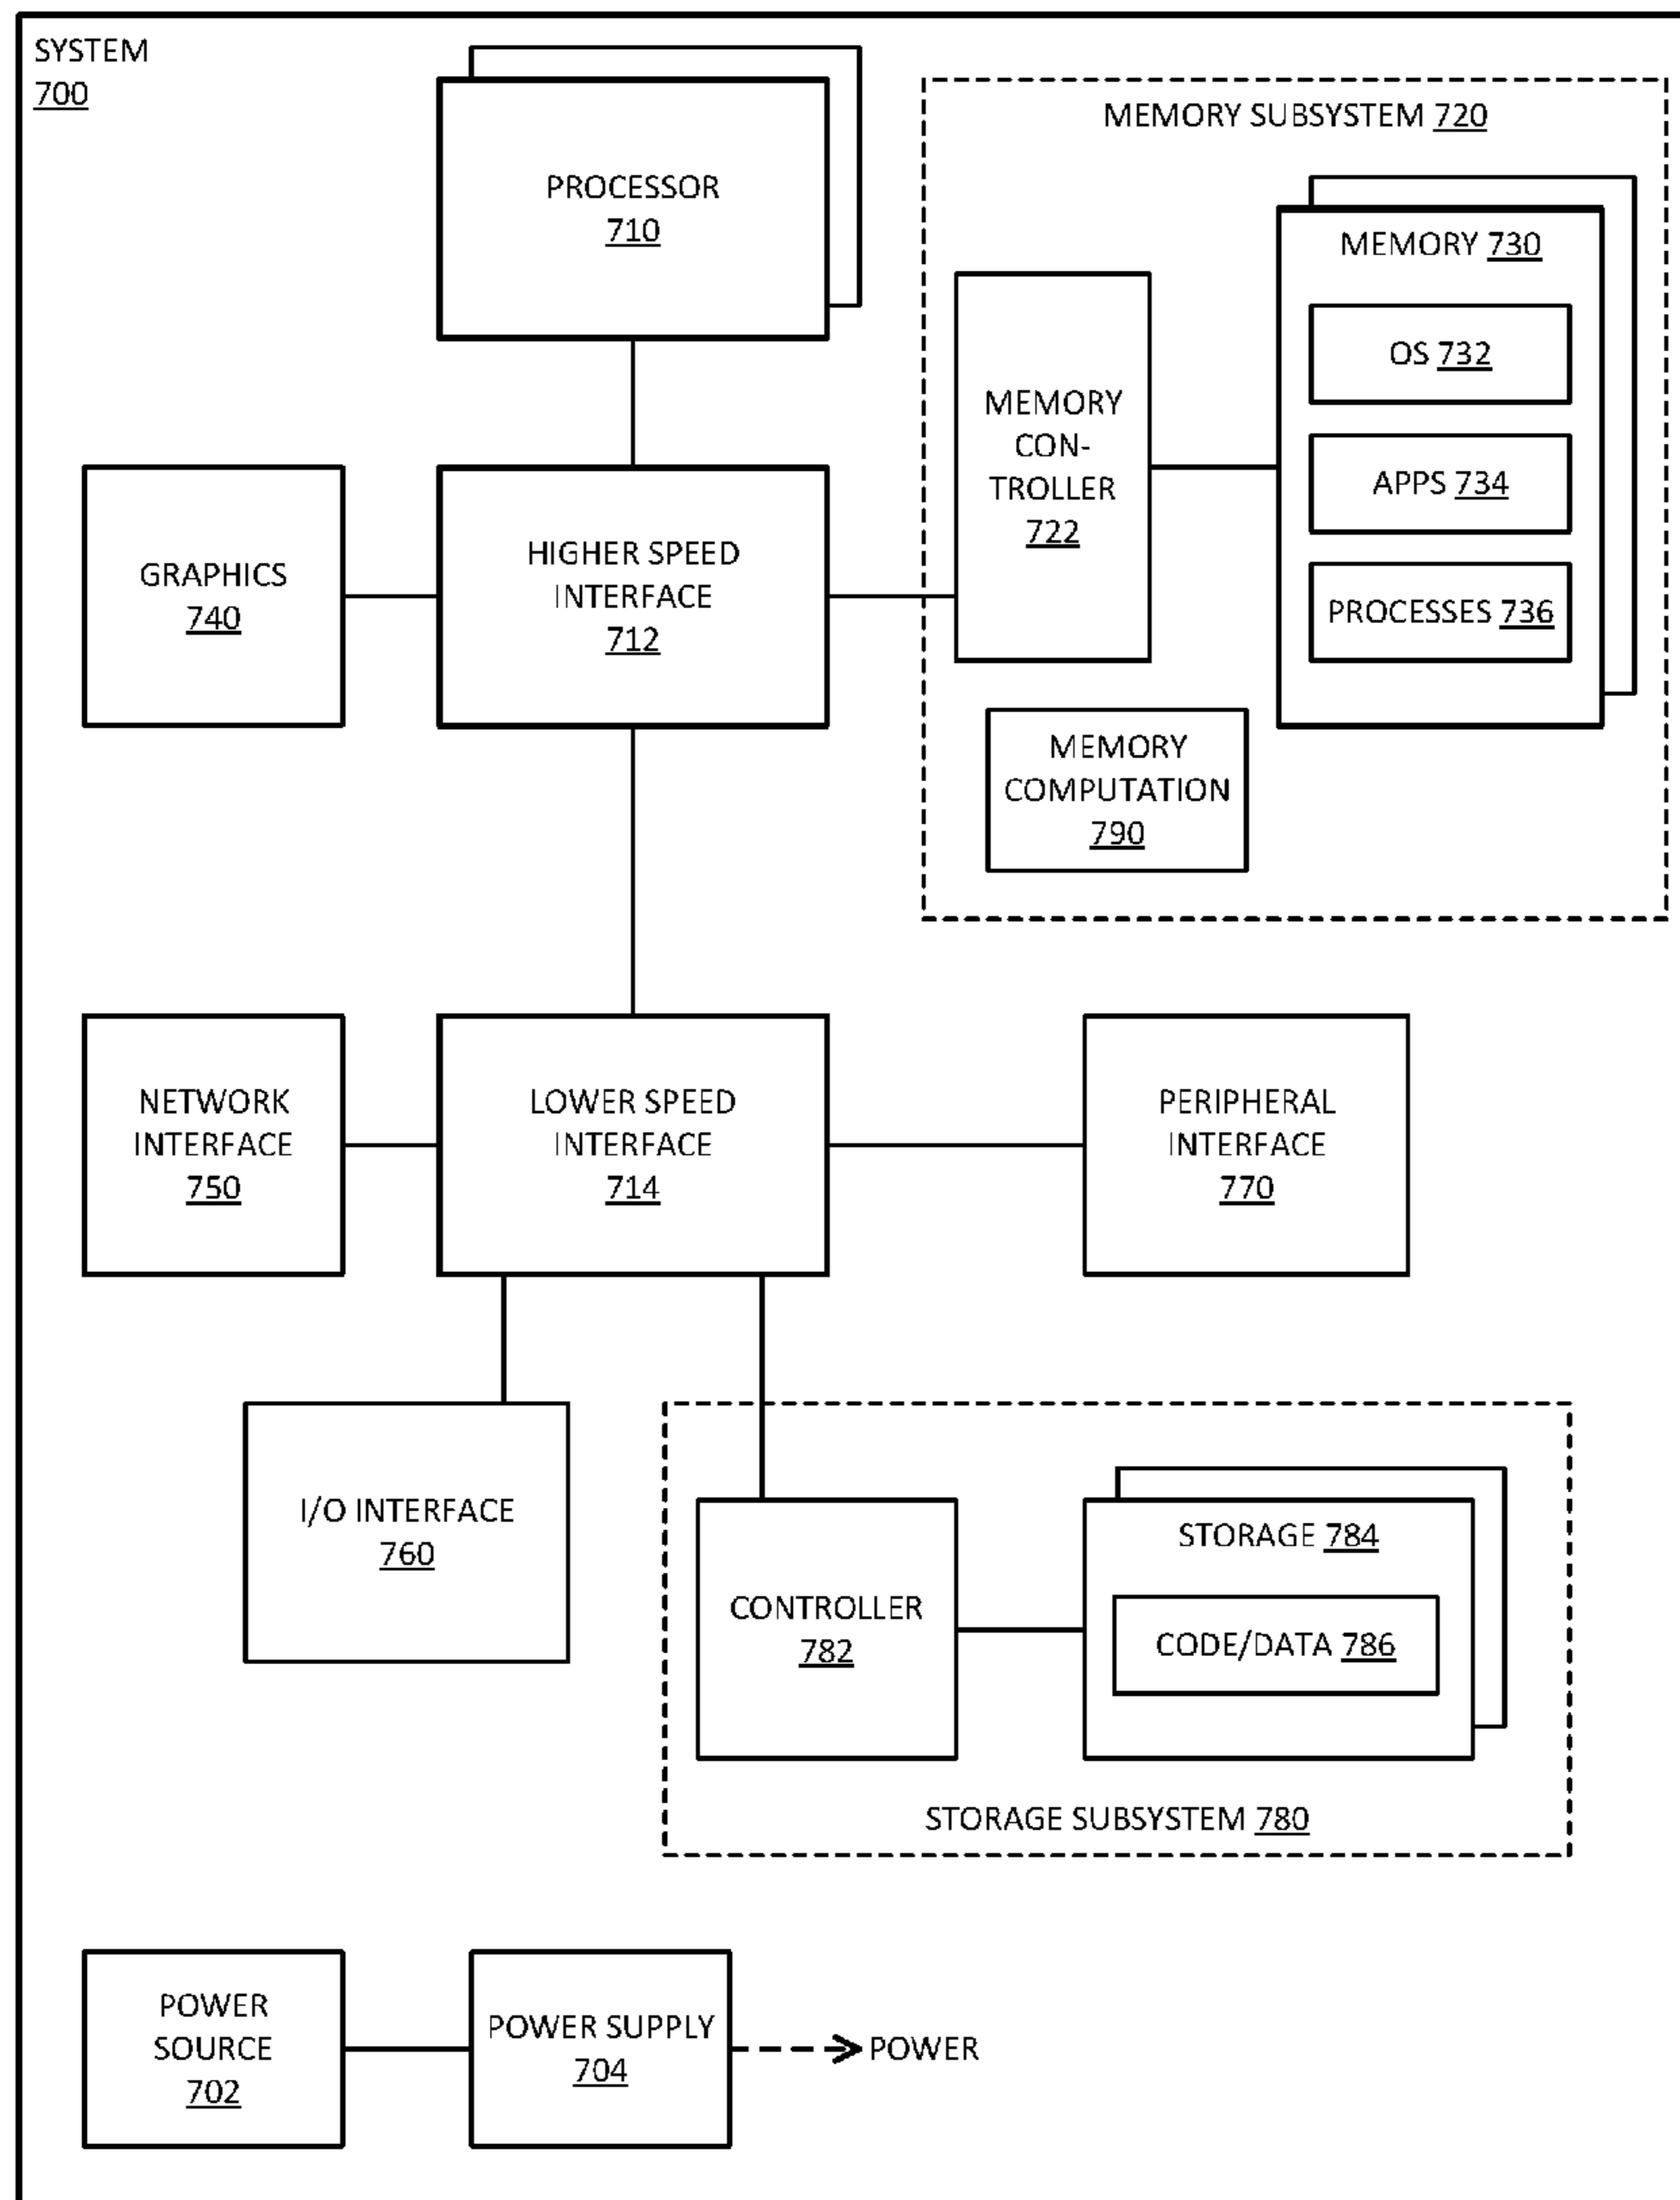 SYSTEM
700
PROCESSOR
710
MEMORY SUBSYSTEM 720
MEMORY 730
OS 732
APPS 734
PROCESSES 736
MEMORY
CON-
TROLLER
722
MEMORY
COMPUTATION
790
GRAPHICS
740
HIGHER SPEED
INTERFACE
712
NETWORK
INTERFACE
750
LOWER SPEED
INTERFACE
714
PERIPHERAL
INTERFACE
770
I/O INTERFACE
760
CONTROLLER
782
STORAGE 784
CODE/DATA 786
STORAGE SUBSYSTEM 780
POWER
SOURCE
702
POWER SUPPLY
704
POWER